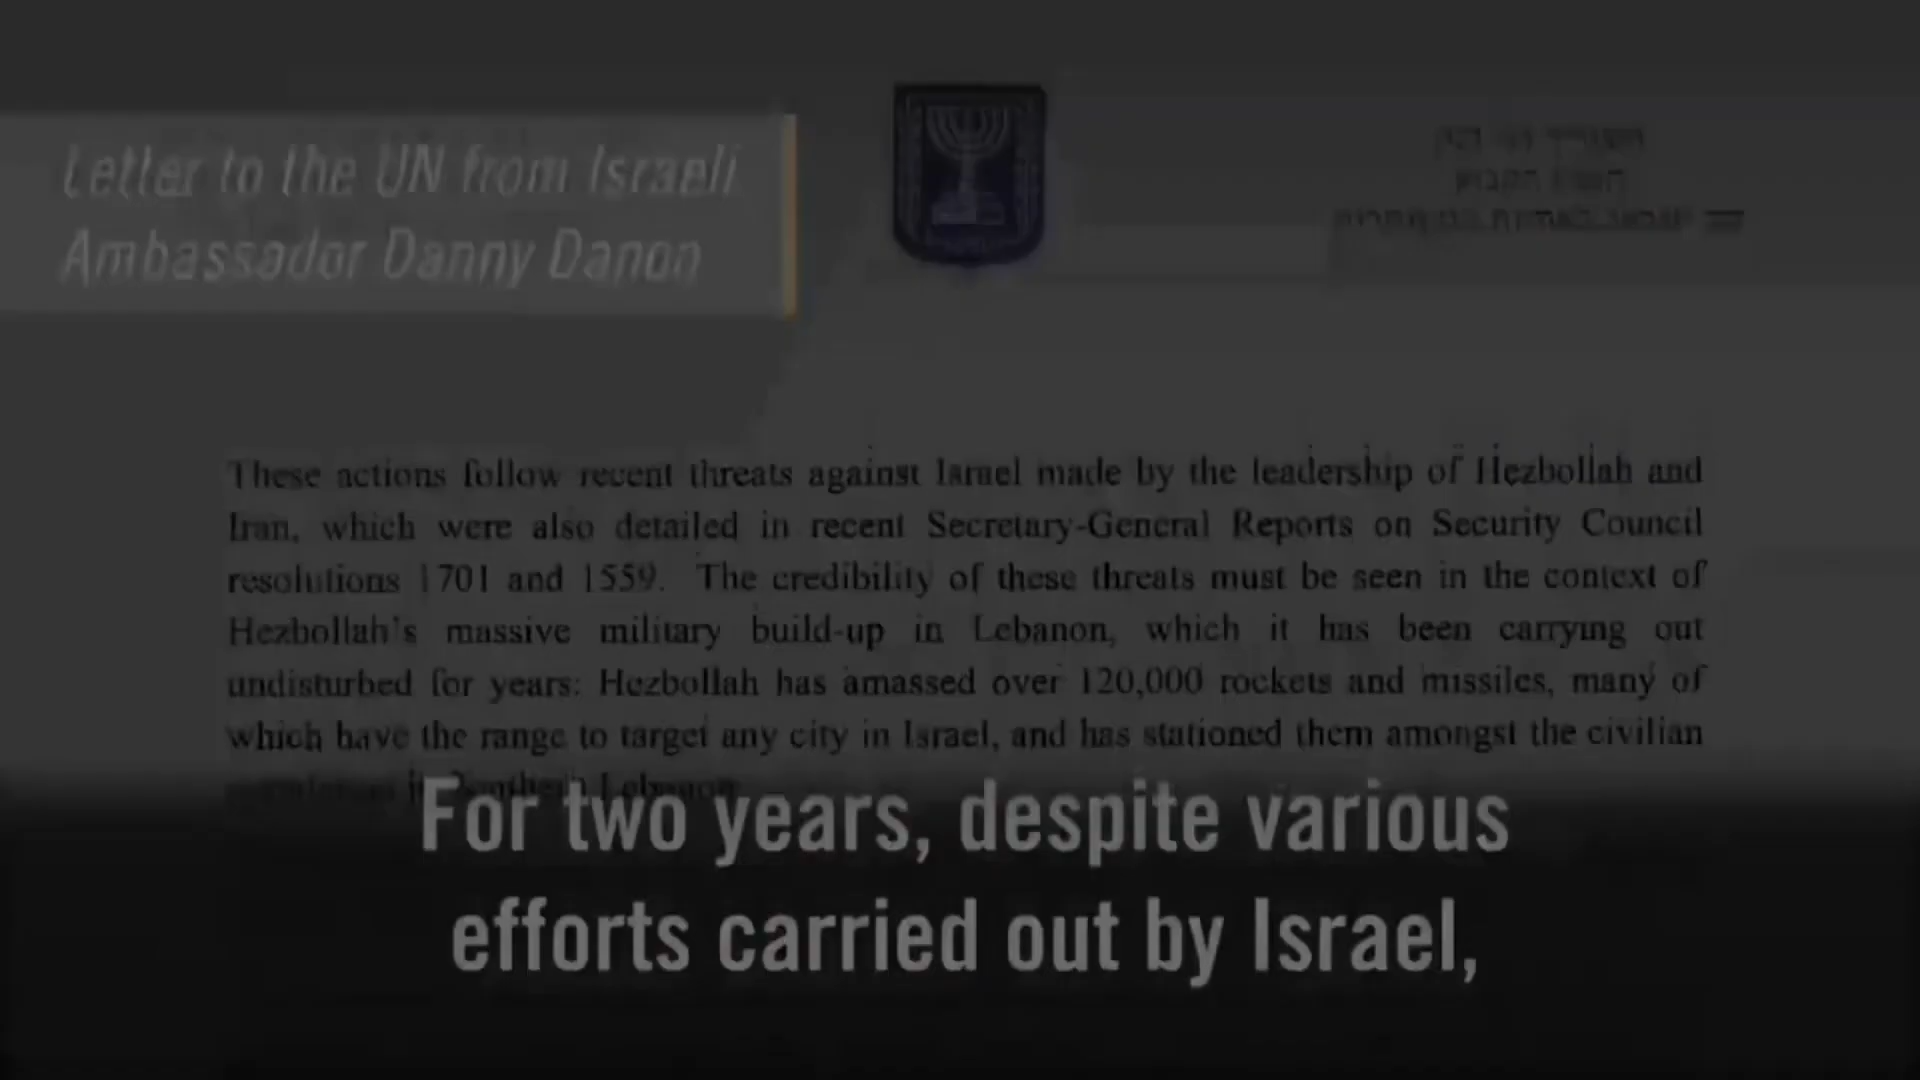 Letter to the UN from Israeli
Ambassador Danny Danon
These actions follow recent threats against Israel made by the leadership of Hezbollah and
Iran, which were also detailed in recent Secretary-General Reports on Security Council
resolutions 1701 and 1559. The credibility of these threats must be seen in the context of
Hezbollah's massive military build-up in Lebanon, which it has been carrying out
undisturbed for years: Hezbollah has amassed over 120,000 rockets and missiles, many of
which have the range to target any city in Israel, and has stationed them amongst the civilian
Southern Lebanon
For two years, despite various
efforts carried out by Israel,